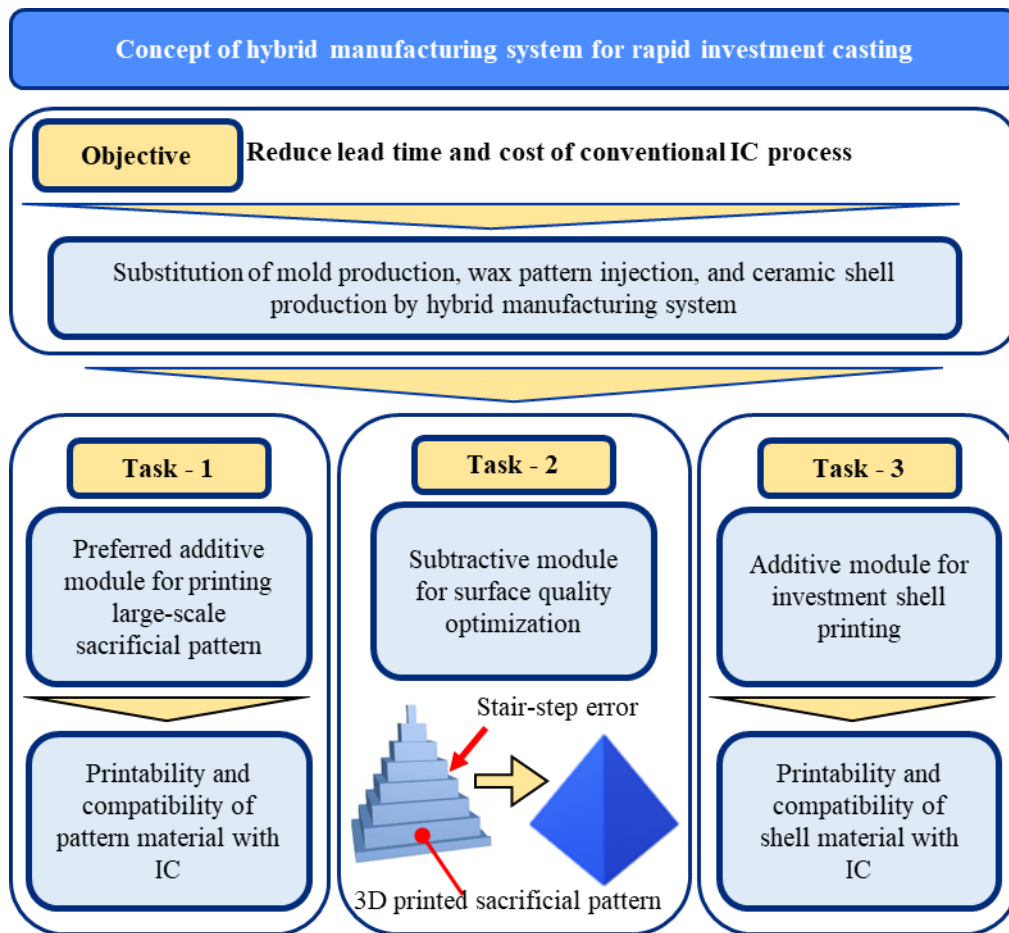 Concept of hybrid manufacturing system for rapid investment casting
Objective
Reduce lead time and cost of conventional IC process
Substitution of mold production, wax pattern injection, and ceramic shell
production by hybrid manufacturing system
Task - 1
Preferred additive
module for printing
large-scale
sacrificial pattern
Printability and
compatibility of
pattern material with
IC
Task - 2
Subtractive module
for surface quality
optimization
Stair-step error
3D printed sacrificial pattern
Task - 3
Additive module for
investment shell
printing
Printability and
compatibility of
shell material with
IC